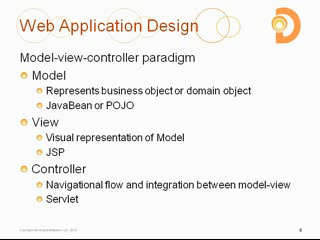 Web Application Design
Model-view-controller paradigm
Model
Represents business object or domain object
JavaBean or POJO
View
Visual representation of Model
JSP
Controller
Navigational flow and integration between model-view
Servlet
8